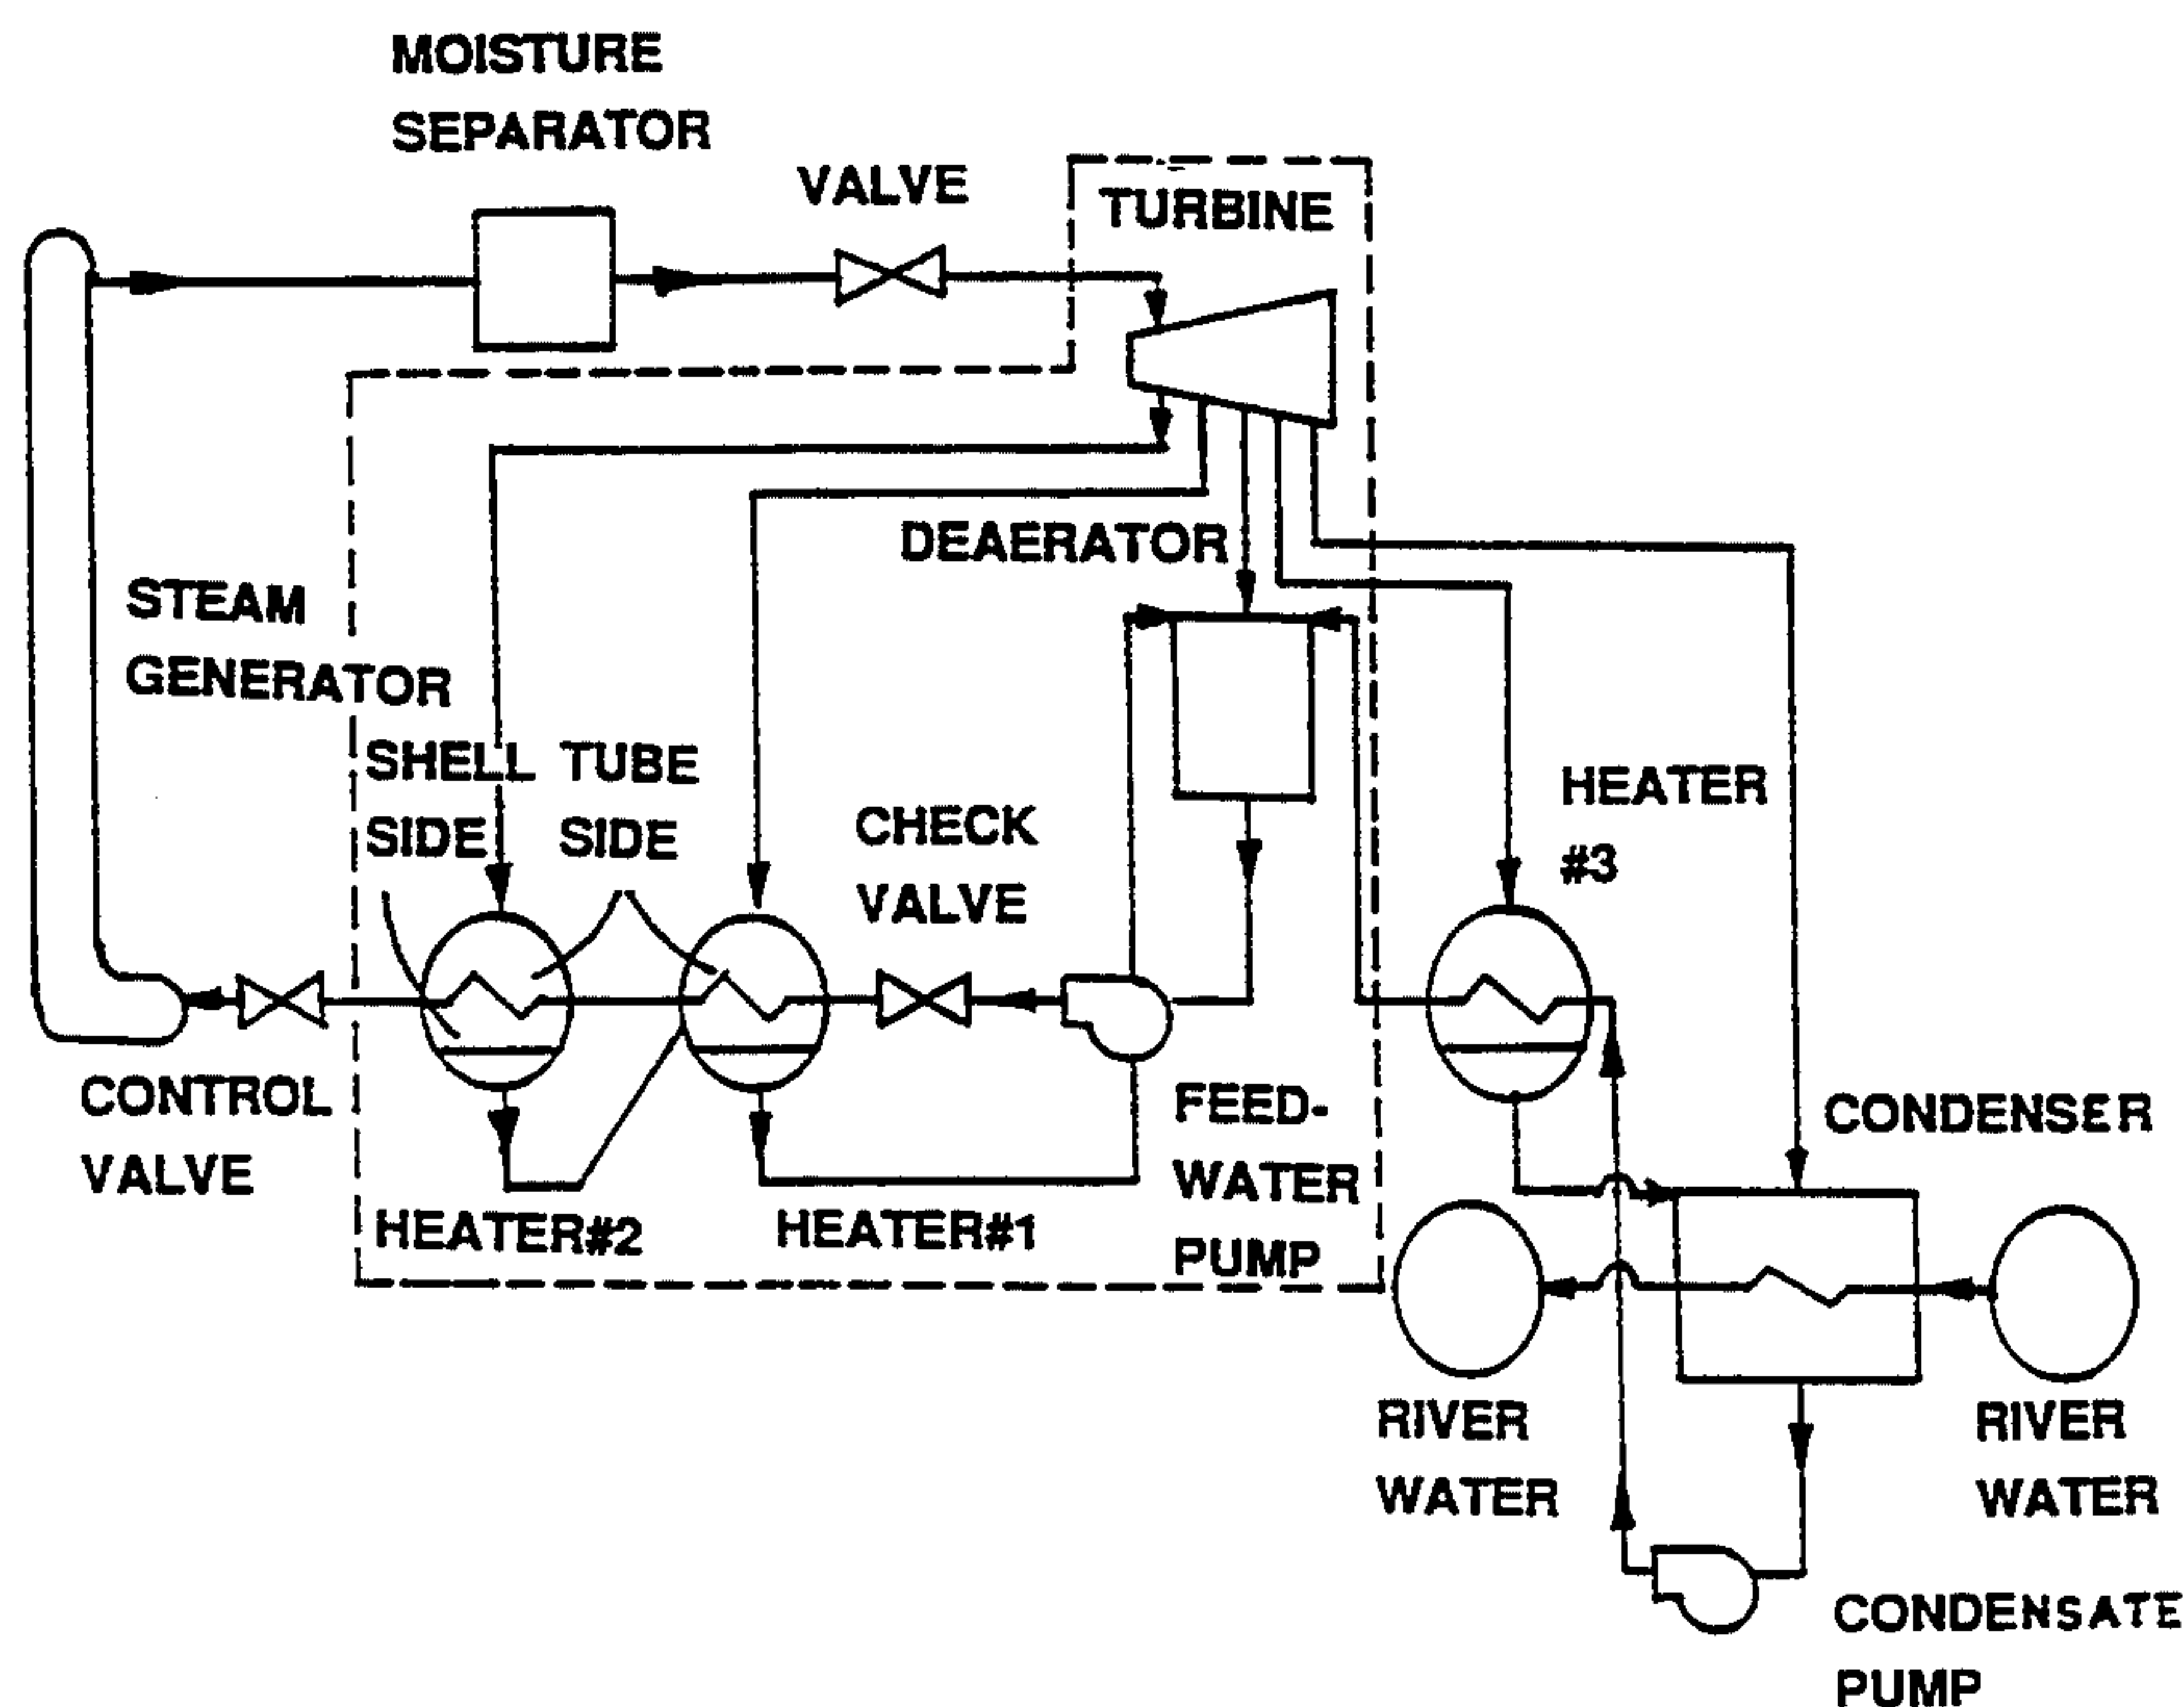 MOISTURE
SEPARATOR
VALVE
TURBINE
DEAERATOR
STEAM
GENERATOR
SHELL
SIDE
TUBE
SIDE
CHECK
VALVE
HEATER
#3
CONTROL
VALVE
HEATER#2
HEATER#1
FEED-
WATER
PUMP
CONDENSER
RIVER
WATER
RIVER
WATER
CONDENSATE
PUMP